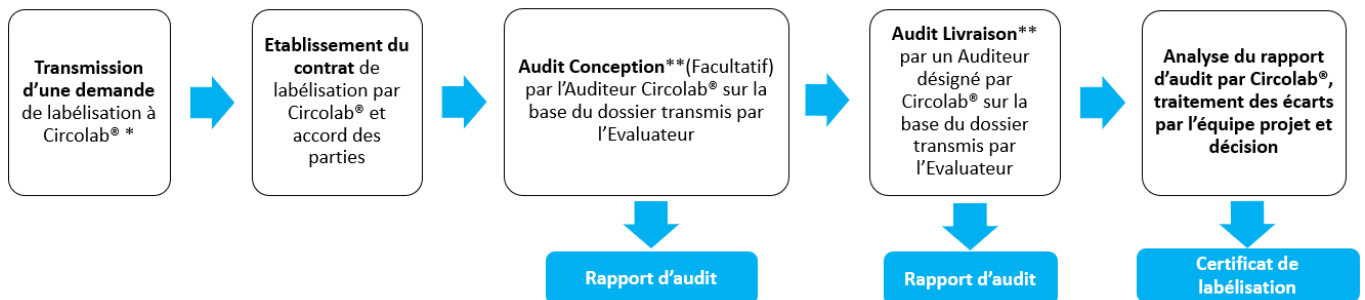 Transmission
d'une demande
de labélisation à
Circolab® *
Etablissement du
contrat de
labélisation par
Circolab® et
accord des
parties
Audit Conception**(Facultatif)
par l'Auditeur Circolab® sur la
base du dossier transmis par
l'Evaluateur
Audit Livraison**
par un Auditeur
désigné par
Circolab® sur la
base du dossier
transmis par
l'Evaluateur
Analyse du rapport
d'audit par Circolab®,
traitement des écarts
par l'équipe projet et
décision
Rapport d'audit
Rapport d'audit
Certificat de
labélisation